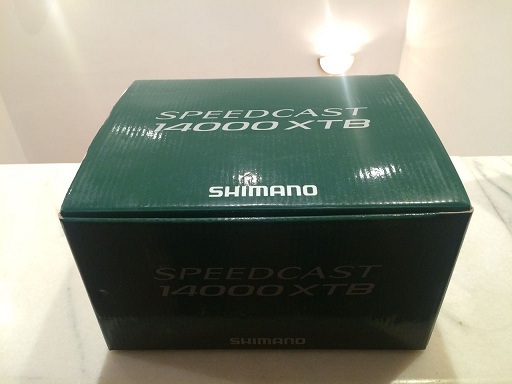 SPEEDCAST
14000 XTB
SHIMANO
SPEEDCAST
14000 XTB
SHIMANO